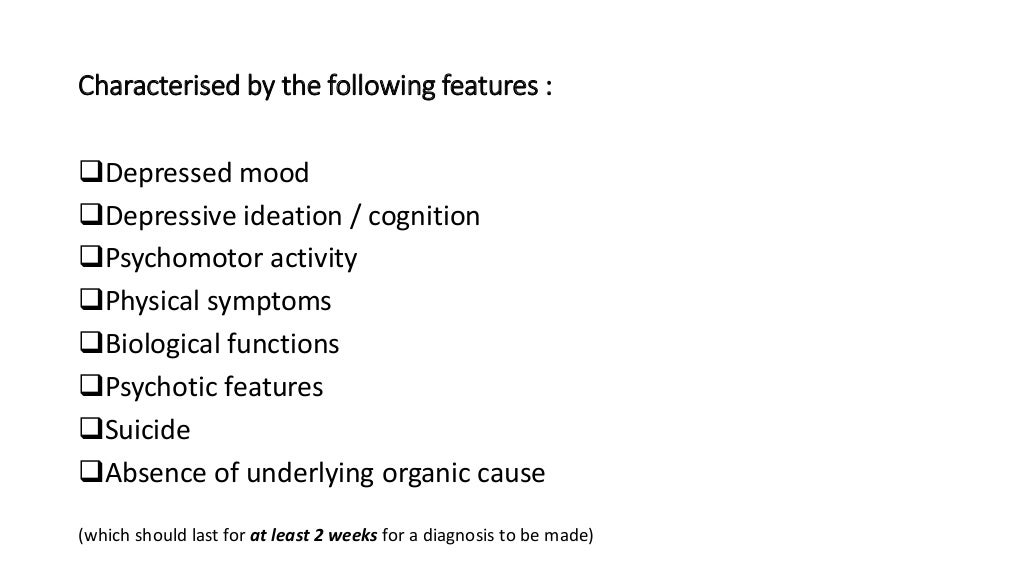 Characterised by the following features :
❑Depressed mood
❑Depressive ideation / cognition
❑Psychomotor activity
❑Physical symptoms
❑Biological functions
❑Psychotic features
❑Suicide
❑Absence of underlying organic cause
(which should last for at least 2 weeks for a diagnosis to be made)